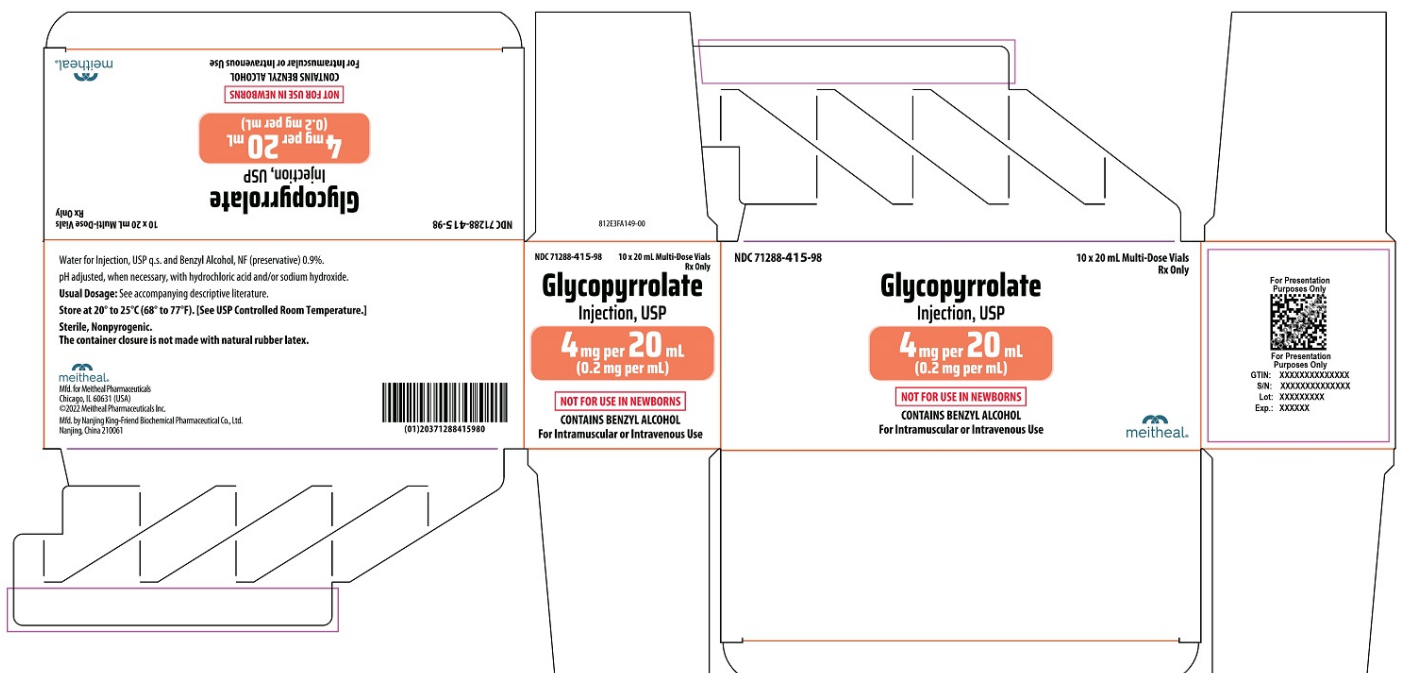 meitheal®
For Intramuscular or Intravenous Use
CONTAINS BENZYL ALCOHOL
NOT FOR USE IN NEWBORNS
4 mg per 20 mL
(0.2 mg per mL)
Injection, USP
Glycopyrrolate
10 x 20 mL Multi-Dose Vials
Rx Only
NDC 71288-415-98
Water for Injection, USP q.s. and Benzyl Alcohol, NF (preservative) 0.9%.
pH adjusted, when necessary, with hydrochloric acid and/or sodium hydroxide.
Usual Dosage: See accompanying descriptive literature.
Store at 20° to 25°C (68° to 77°F). [See USP Controlled Room Temperature.]
Sterile, Nonpyrogenic.
The container closure is not made with natural rubber latex.
meitheal®
Mfd. for Meitheal Pharmaceuticals
Chicago, IL 60631 (USA)
©2022 Meitheal Pharmaceuticals Inc.
Mfd. by Nanjing King-Friend Biochemical Pharmaceutical Co., Ltd.
Nanjing, China 210061
(01)20371288415980
812E3FA149-00
NDC 71288-415-98 10 x 20 mL Multi-Dose Vials
Rx Only
Glycopyrrolate
Injection, USP
4 mg per 20 mL
(0.2 mg per mL)
NOT FOR USE IN NEWBORNS
CONTAINS BENZYL ALCOHOL
For Intramuscular or Intravenous Use
NDC 71288-415-98 10 x 20 mL Multi-Dose Vials
Rx Only
Glycopyrrolate
Injection, USP
4 mg per 20 mL
(0.2 mg per mL)
NOT FOR USE IN NEWBORNS
CONTAINS BENZYL ALCOHOL
For Intramuscular or Intravenous Use
meitheal®
For Presentation
Purposes Only
For Presentation
Purposes Only
GTIN: XXXXXXXXXXXXXX
S/N: XXXXXXXXXXXXXX
Lot: XXXXXXXXX
Exp.: XXXXXX